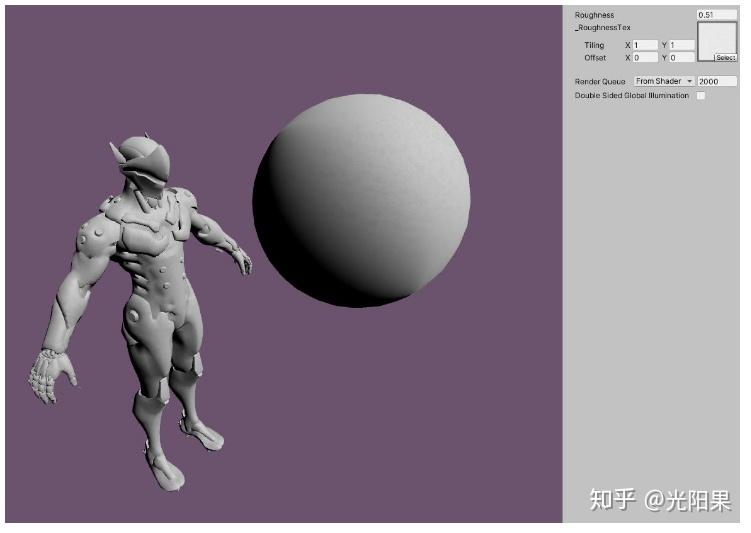 Roughness 0.51
_RoughnessTex
Tiling X 1 Y 1
Offset X 0 Y 0
Select
Render Queue From Shader 2000
Double Sided Global Illumination
知乎 @光阳果